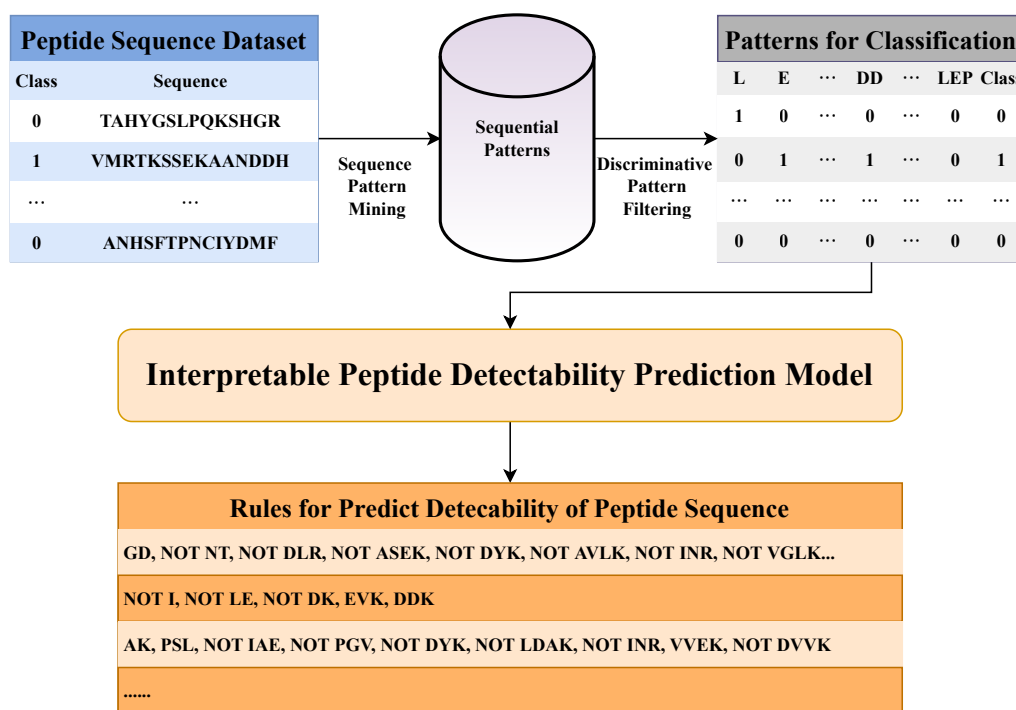 Peptide Sequence Dataset
Class Sequence
0 TAHYGSLPQKSHGR
1 VMRTKSSEKAANDDH
... ...
0 ANHSFTPNCIYDMF
Sequence
Pattern
Mining
Sequential
Patterns
Discriminative
Pattern
Filtering
Patterns for Classification
L E ... DD ... LEP Clas
1 0 ... 0 ... 0 0
0 1 ... 1 ... 0 1
... ... ... ... ... ... ...
0 0 ... 0 ... 0 0
Interpretable Peptide Detectability Prediction Model
Rules for Predict Detecability of Peptide Sequence
GD, NOT NT, NOT DLR, NOT ASEK, NOT DYK, NOT AVLK, NOT INR, NOT VGLK...
NOT I, NOT LE, NOT DK, EVK, DDK
AK, PSL, NOT IAE, NOT PGV, NOT DYK, NOT LDAK, NOT INR, VVEK, NOT DVVK
......